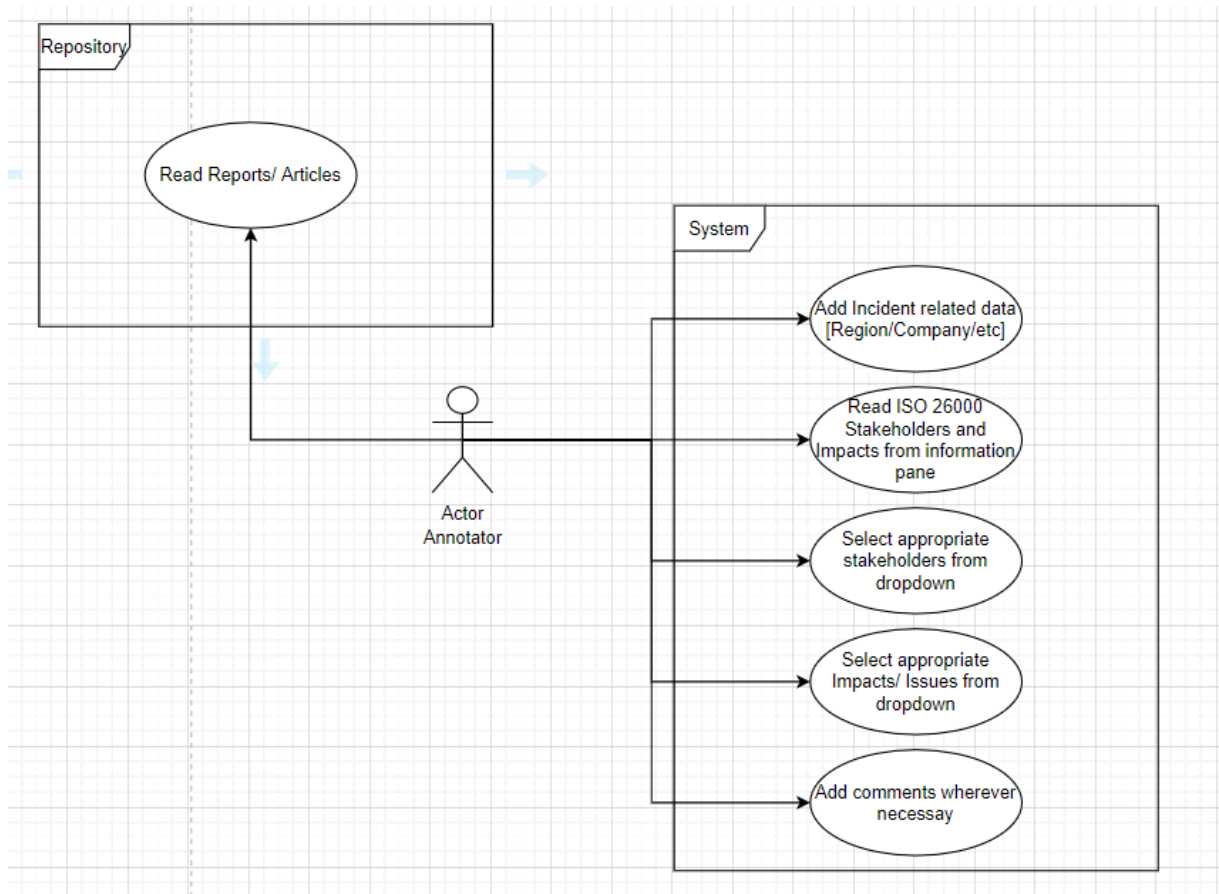 Repository
Read Reports/ Articles
System
Add Incident related data
[Region/Company/etc]
Read ISO 26000
Stakeholders and
Impacts from information
pane
Actor
Annotator
Select appropriate
stakeholders from
dropdown
Select appropriate
Impacts/ Issues from
dropdown
Add comments wherever
necessay